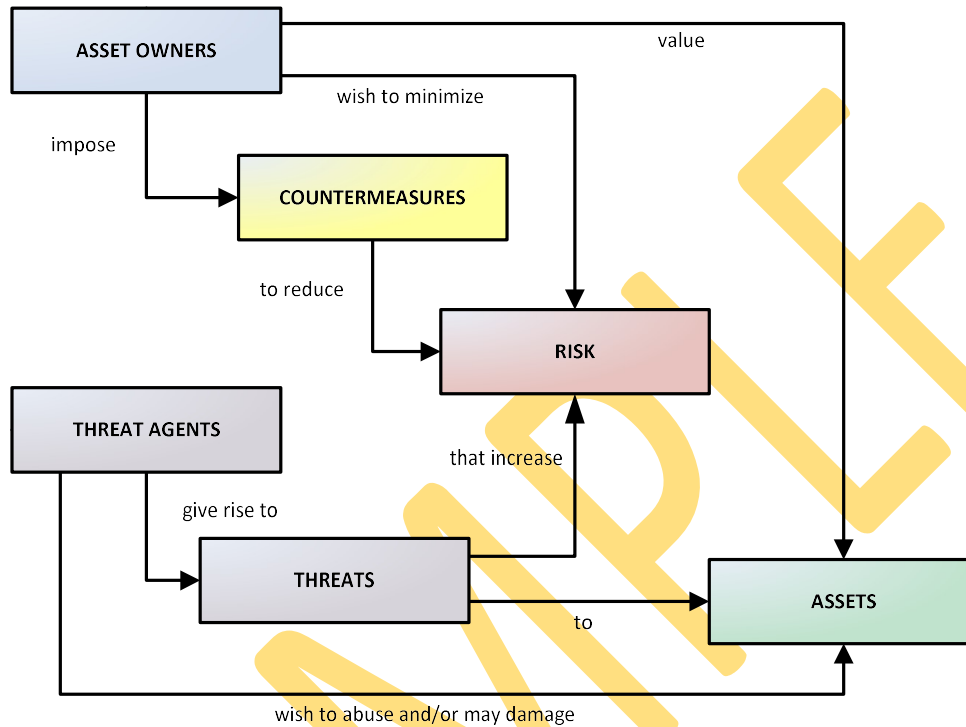 ASSET OWNERS
value
wish to minimize
impose
COUNTERMEASURES
to reduce
RISK
THREAT AGENTS
that increase
give rise to
THREATS
ASSETS
to
wish to abuse and/or may damage